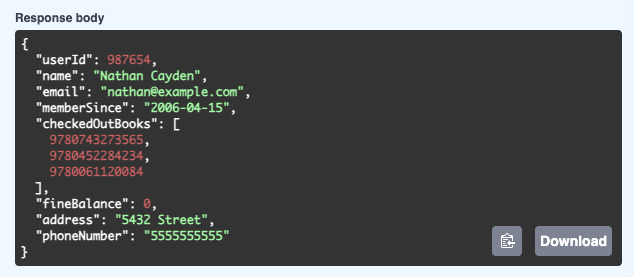 Response body
{
  "userId": 987654,
  "name": "Nathan Cayden",
  "email": "nathan@example.com",
  "memberSince": "2006-04-15",
  "checkedOutBooks": [
    9780743273565,
    9780452284234,
    9780061120084
  ],
  "fineBalance": 0,
  "address": "5432 Street",
  "phoneNumber": "5555555555"
}
Download